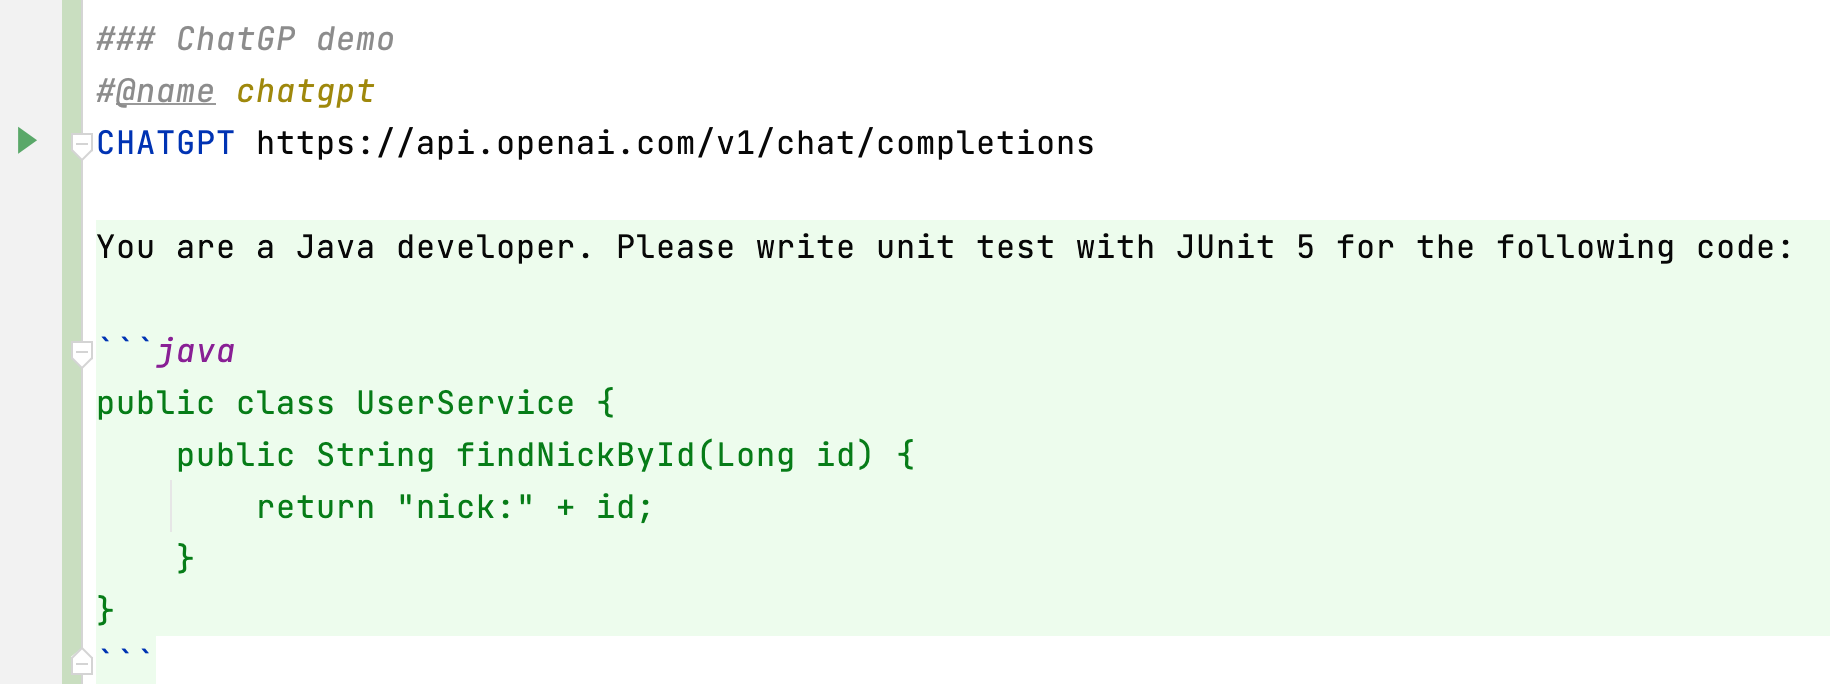 ### ChatGP demo
#@name chatgpt
CHATGPT https://api.openai.com/v1/chat/completions
You are a Java developer. Please write unit test with JUnit 5 for the following code:
```java
public class UserService {
    public String findNickById(Long id) {
        return "nick:" + id;
    }
}
```